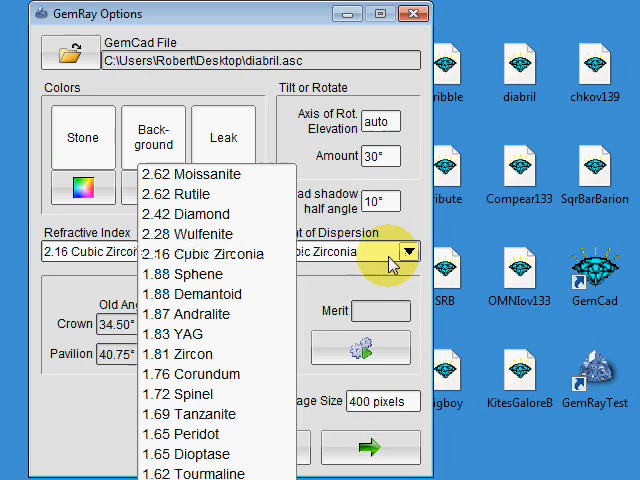 GemRay Options
GemCad File
C:\Users\Robert\Desktop\diabril.asc
Colors
Stone
Back-
ground
Leak
Tilt or Rotate
Axis of Rot.
Elevation
auto
Amount
30°
ad shadow
half angle
10°
Refractive Index
nt of Dispersion
2.16 Cubic Zircon
bic Zirconia
2.62 Moissanite
2.62 Rutile
2.42 Diamond
2.28 Wulfenite
2.16 Cubic Zirconia
1.88 Sphene
1.88 Demantoid
1.87 Andralite
1.83 YAG
1.81 Zircon
1.76 Corundum
1.72 Spinel
1.69 Tanzanite
1.65 Peridot
1.65 Dioptase
1.62 Tourmaline
Old An
Crown
34.50°
Pavilion
40.75°
Merit
age Size
400 pixels
ribble
diabril
chkov139
ribute
Compear133
SqrBarBarion
SRB
OMNIov133
GemCad
igboy
KitesGaloreB
GemRayTest